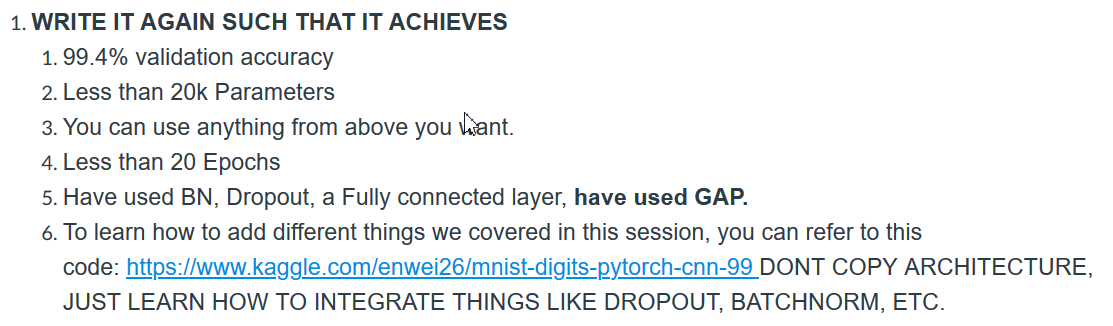 1. WRITE IT AGAIN SUCH THAT IT ACHIEVES
1. 99.4% validation accuracy
2. Less than 20k Parameters
3. You can use anything from above you want.
4. Less than 20 Epochs
5. Have used BN, Dropout, a Fully connected layer, have used GAP.
6. To learn how to add different things we covered in this session, you can refer to this
code: https://www.kaggle.com/enwei26/mnist-digits-pytorch-cnn-99 DONT COPY ARCHITECTURE,
JUST LEARN HOW TO INTEGRATE THINGS LIKE DROPOUT, BATCHNORM, ETC.